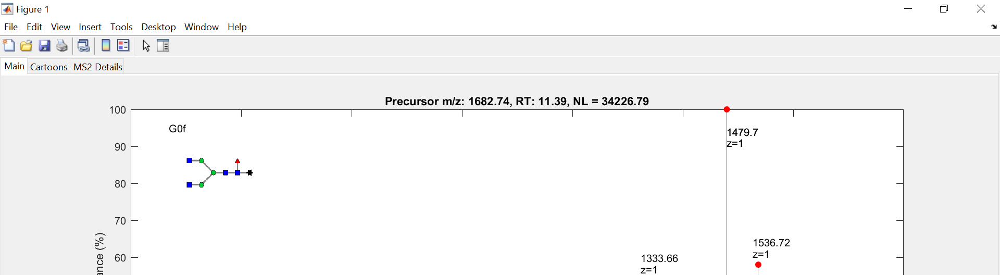 Figure 1
File Edit View Insert Tools Desktop Window Help
Main Cartoons MS2 Details
Precursor m/z: 1682.74, RT: 11.39, NL = 34226.79
100
G0f
1479.7
z=1
90
80
70
1536.72
z=1
60
1333.66
z=1
(%)